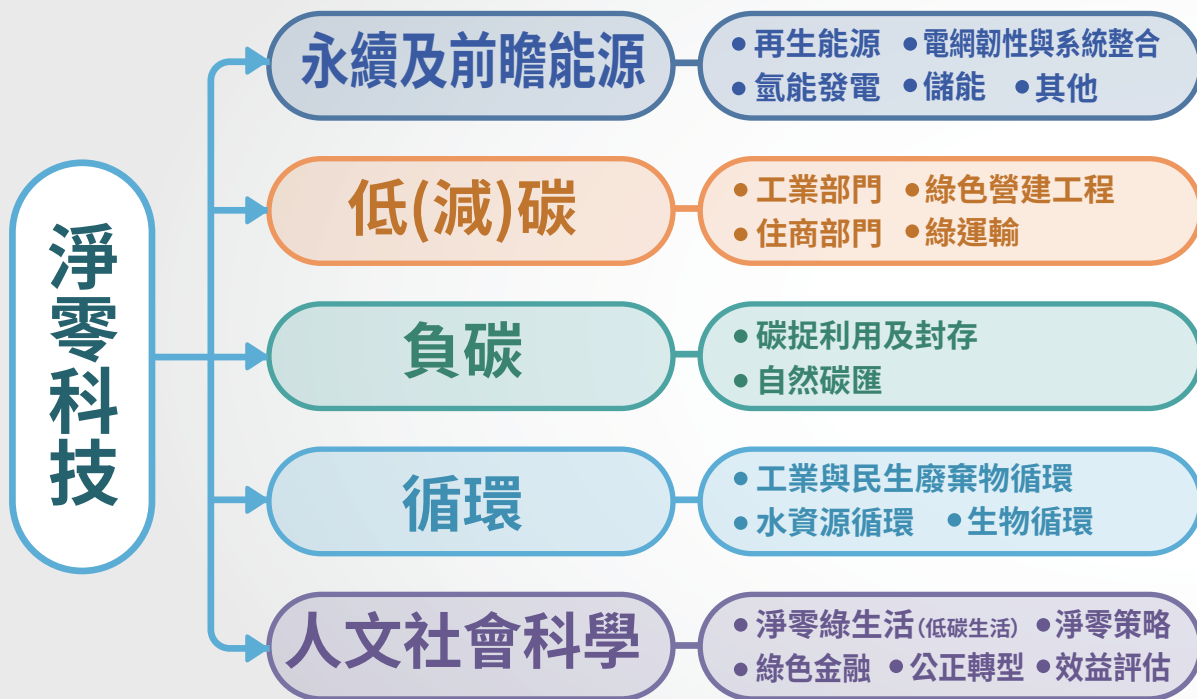 淨零科技
永續及前瞻能源
• 再生能源 • 電網韌性與系統整合
• 氫能發電 • 儲能 • 其他
低(減)碳
• 工業部門 • 綠色營建工程
• 住商部門 • 綠運輸
負碳
• 碳捉利用及封存
• 自然碳匯
循環
• 工業與民生廢棄物循環
• 水資源循環 • 生物循環
人文社會科學
• 淨零綠生活(低碳生活) • 淨零策略
• 綠色金融 • 公正轉型 • 效益評估